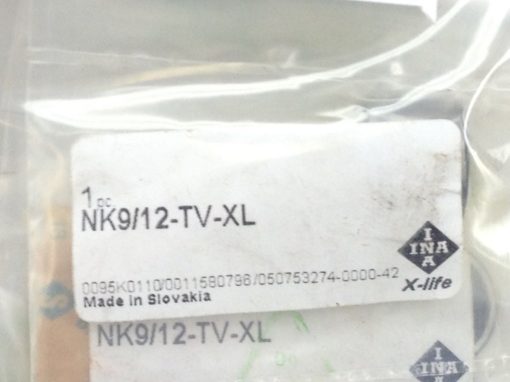 1 pc.
NK9/12-TV-XL
INA
0095K0110/0011580796/050753274-0000-42
Made in Slovakia
X-life
NK9/12-TV-XL
INA